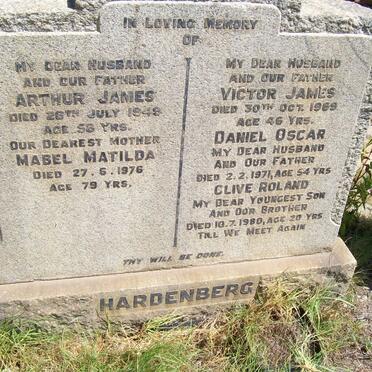 IN LOVING MEMORY
OF
MY DEAR HUSBAND
AND OUR FATHER
ARTHUR JAMES
DIED 26TH JULY 1949
AGE 56 YRS.
OUR DEAREST MOTHER
MABEL MATILDA
DIED 27.6.1976
AGE 79 YRS.
MY DEAR HUSBAND
AND OUR FATHER
VICTOR JAMES
DIED 30TH OCT. 1969
AGE 46 YRS.
DANIEL OSCAR
MY DEAR HUSBAND
AND OUR FATHER
DIED 2.2.1971, AGE 54 YRS
CLIVE ROLAND
MY DEAR YOUNGEST SON
AND OUR BROTHER
DIED 10.7.1980, AGE 20 YRS
TILL WE MEET AGAIN
THY WILL BE DONE.
HARDENBERG